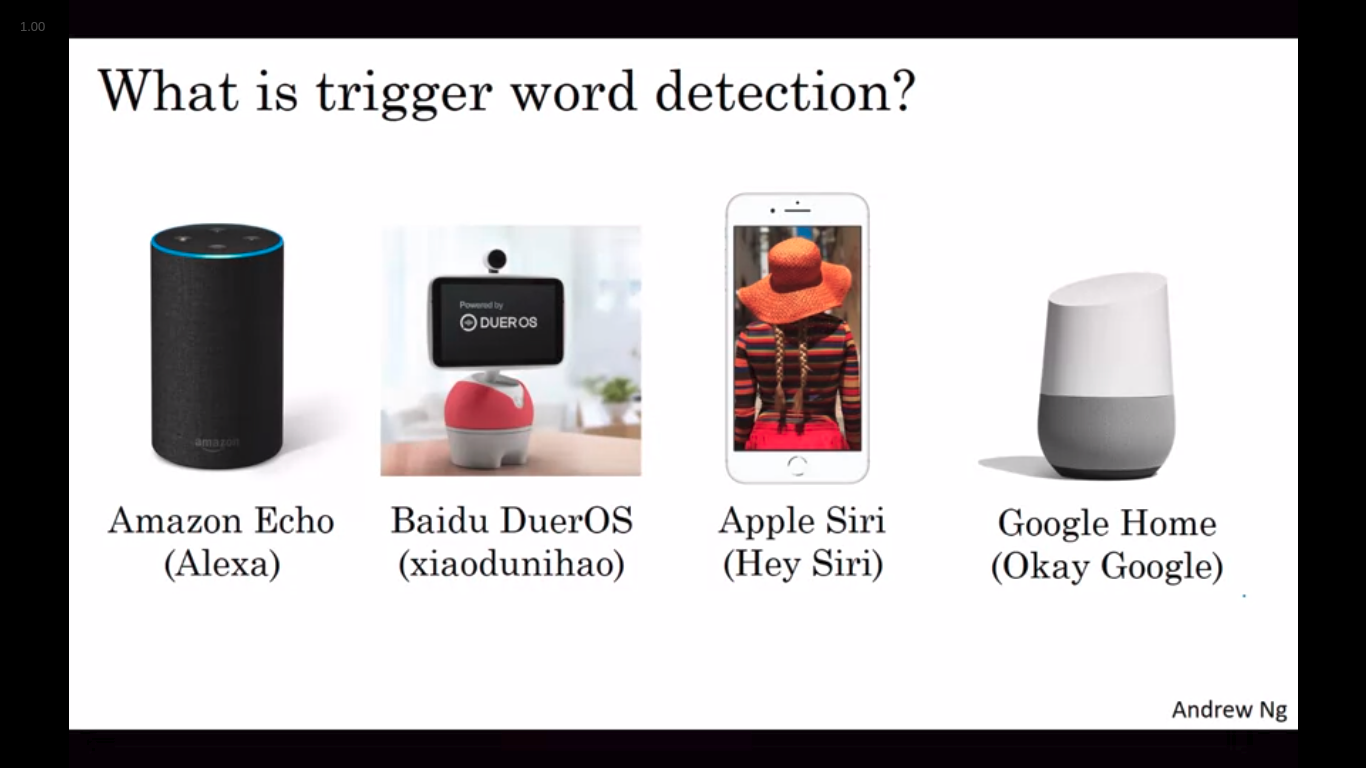 1.00
What is trigger word detection?
Powered by
DUER OS
amazon
Amazon Echo
(Alexa)
Baidu DuerOS
(xiaodunihao)
Apple Siri
(Hey Siri)
Google Home
(Okay Google)
Andrew Ng